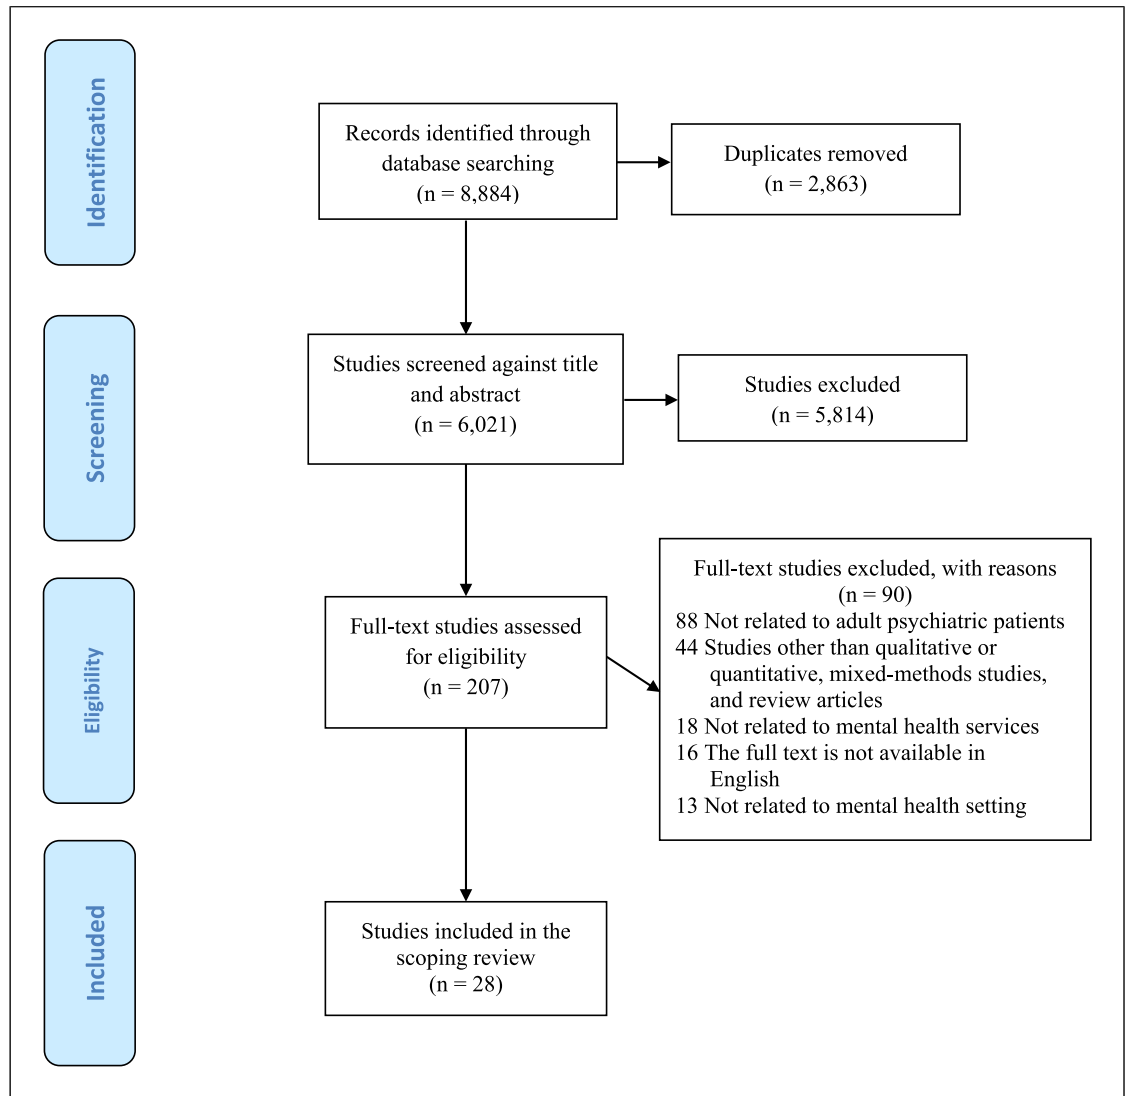 Identification
Records identified through
database searching
(n = 8,884)
Duplicates removed
(n = 2,863)
Screening
Studies screened against title
and abstract
(n = 6,021)
Studies excluded
(n = 5,814)
Eligibility
Full-text studies assessed
for eligibility
(n = 207)
Full-text studies excluded, with reasons
(n = 90)
88 Not related to adult psychiatric patients
44 Studies other than qualitative or
quantitative, mixed-methods studies,
and review articles
18 Not related to mental health services
16 The full text is not available in
English
13 Not related to mental health setting
Included
Studies included in the
scoping review
(n = 28)